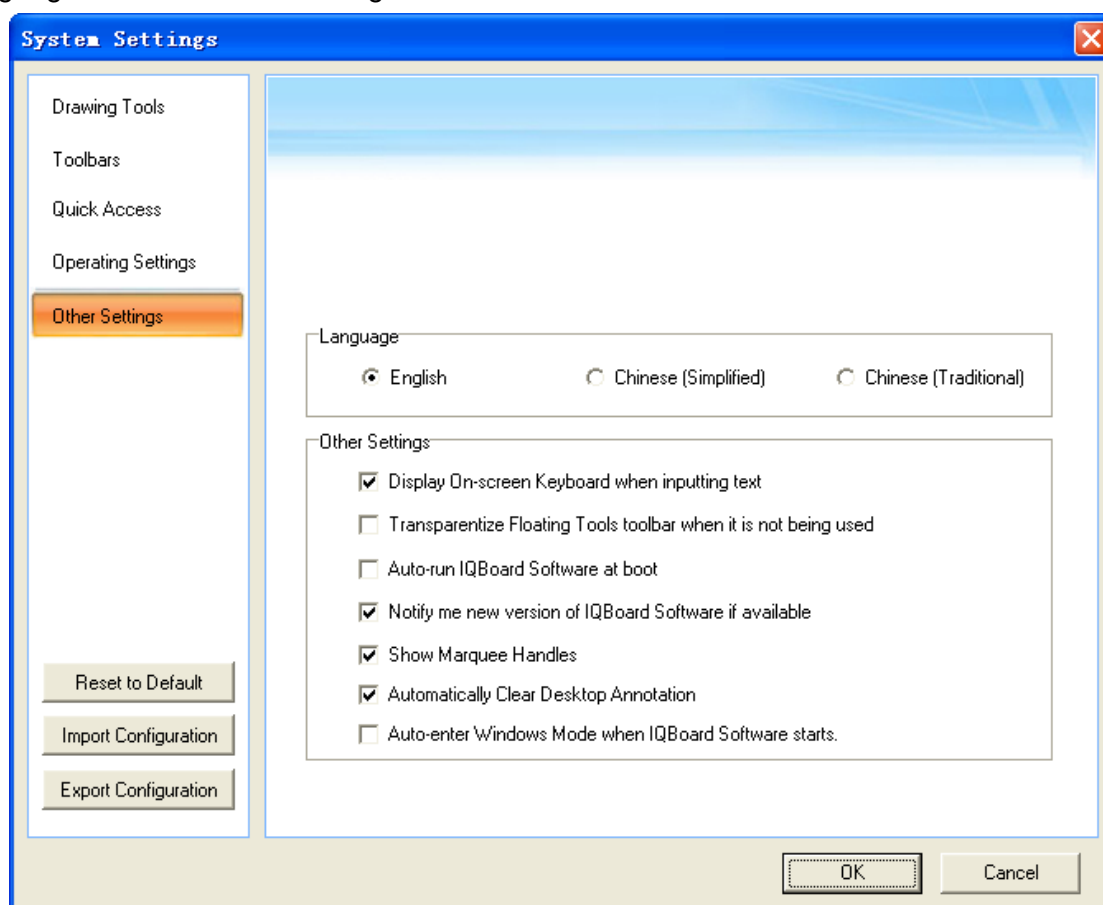 System Settings
Drawing Tools
Toolbars
Quick Access
Operating Settings
Other Settings
Reset to Default
Import Configuration
Export Configuration
Language
English Chinese (Simplified) Chinese (Traditional)
Other Settings
Display On-screen Keyboard when inputting text
Transparentize Floating Tools toolbar when it is not being used
Auto-run IQBoard Software at boot
Notify me new version of IQBoard Software if available
Show Marquee Handles
Automatically Clear Desktop Annotation
Auto-enter Windows Mode when IQBoard Software starts.
OK Cancel